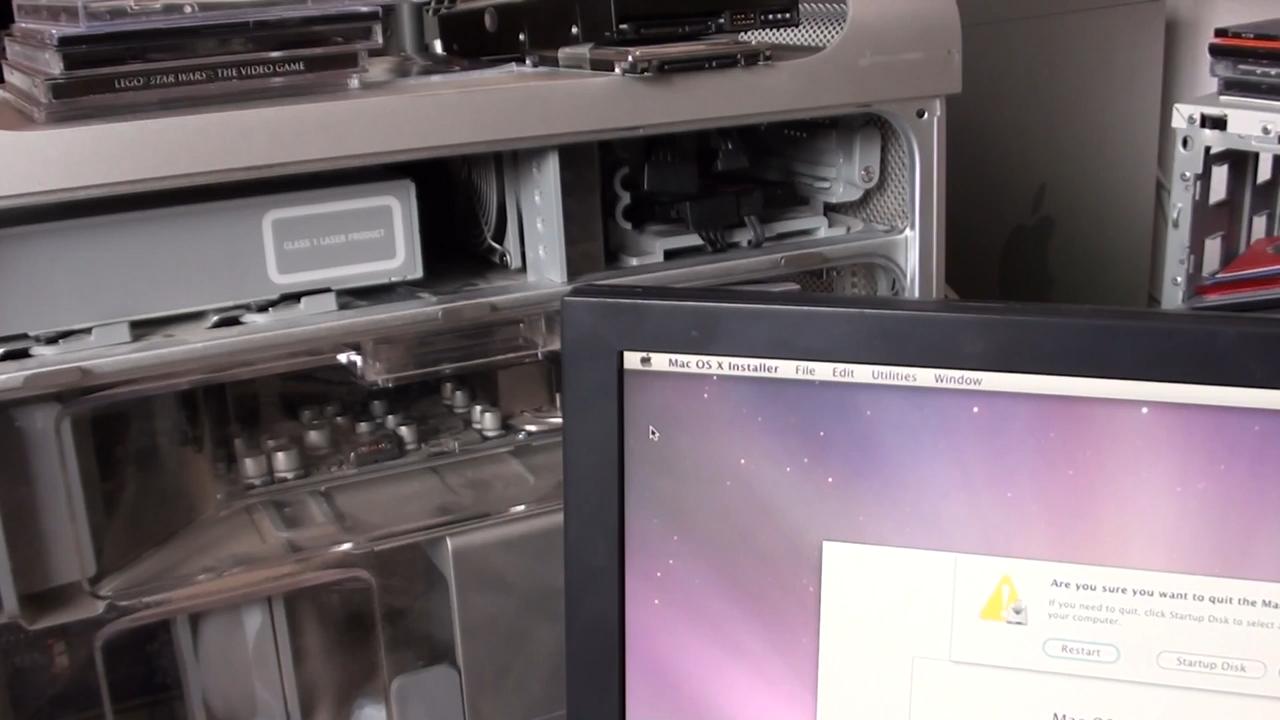 LEGO STAR WARS: THE VIDEO GAME
CLASS 1 LASER PRODUCT
Mac OS X Installer File Edit Utilities Window
Are you sure you want to quit the
If you need to quit, click Startup Disk to select
your computer.
Restart
Startup Disk
Mac